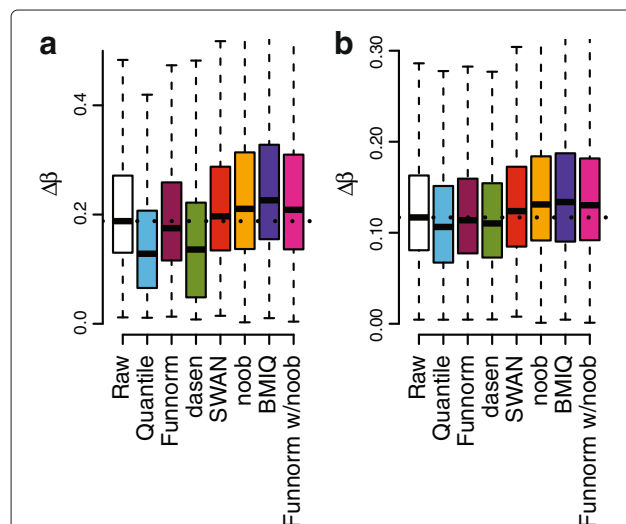 a
Δβ
0.0
0.2
0.4
Raw
Quantile
Funnorm
dasen
SWAN
noob
BMIQ
Funnorm w/noob
b
Δβ
0.00
0.10
0.20
0.30
Raw
Quantile
Funnorm
dasen
SWAN
noob
BMIQ
Funnorm w/noob